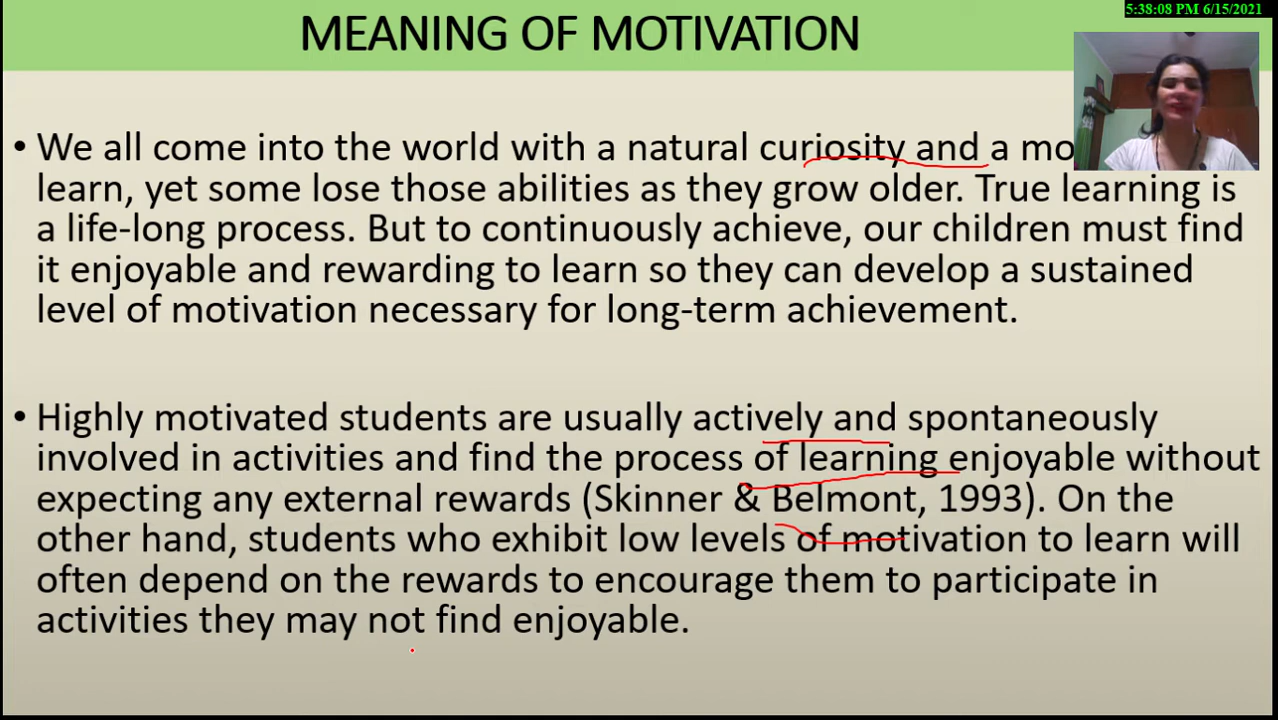 5:38:08 PM 6/15/2021
MEANING OF MOTIVATION
• We all come into the world with a natural curiosity and a
learn, yet some lose those abilities as they grow older. True learning is
a life-long process. But to continuously achieve, our children must find
it enjoyable and rewarding to learn so they can develop a sustained
level of motivation necessary for long-term achievement.
• Highly motivated students are usually actively and spontaneously
involved in activities and find the process of learning enjoyable without
expecting any external rewards (Skinner & Belmont, 1993). On the
other hand, students who exhibit low levels of motivation to learn will
often depend on the rewards to encourage them to participate in
activities they may not find enjoyable.